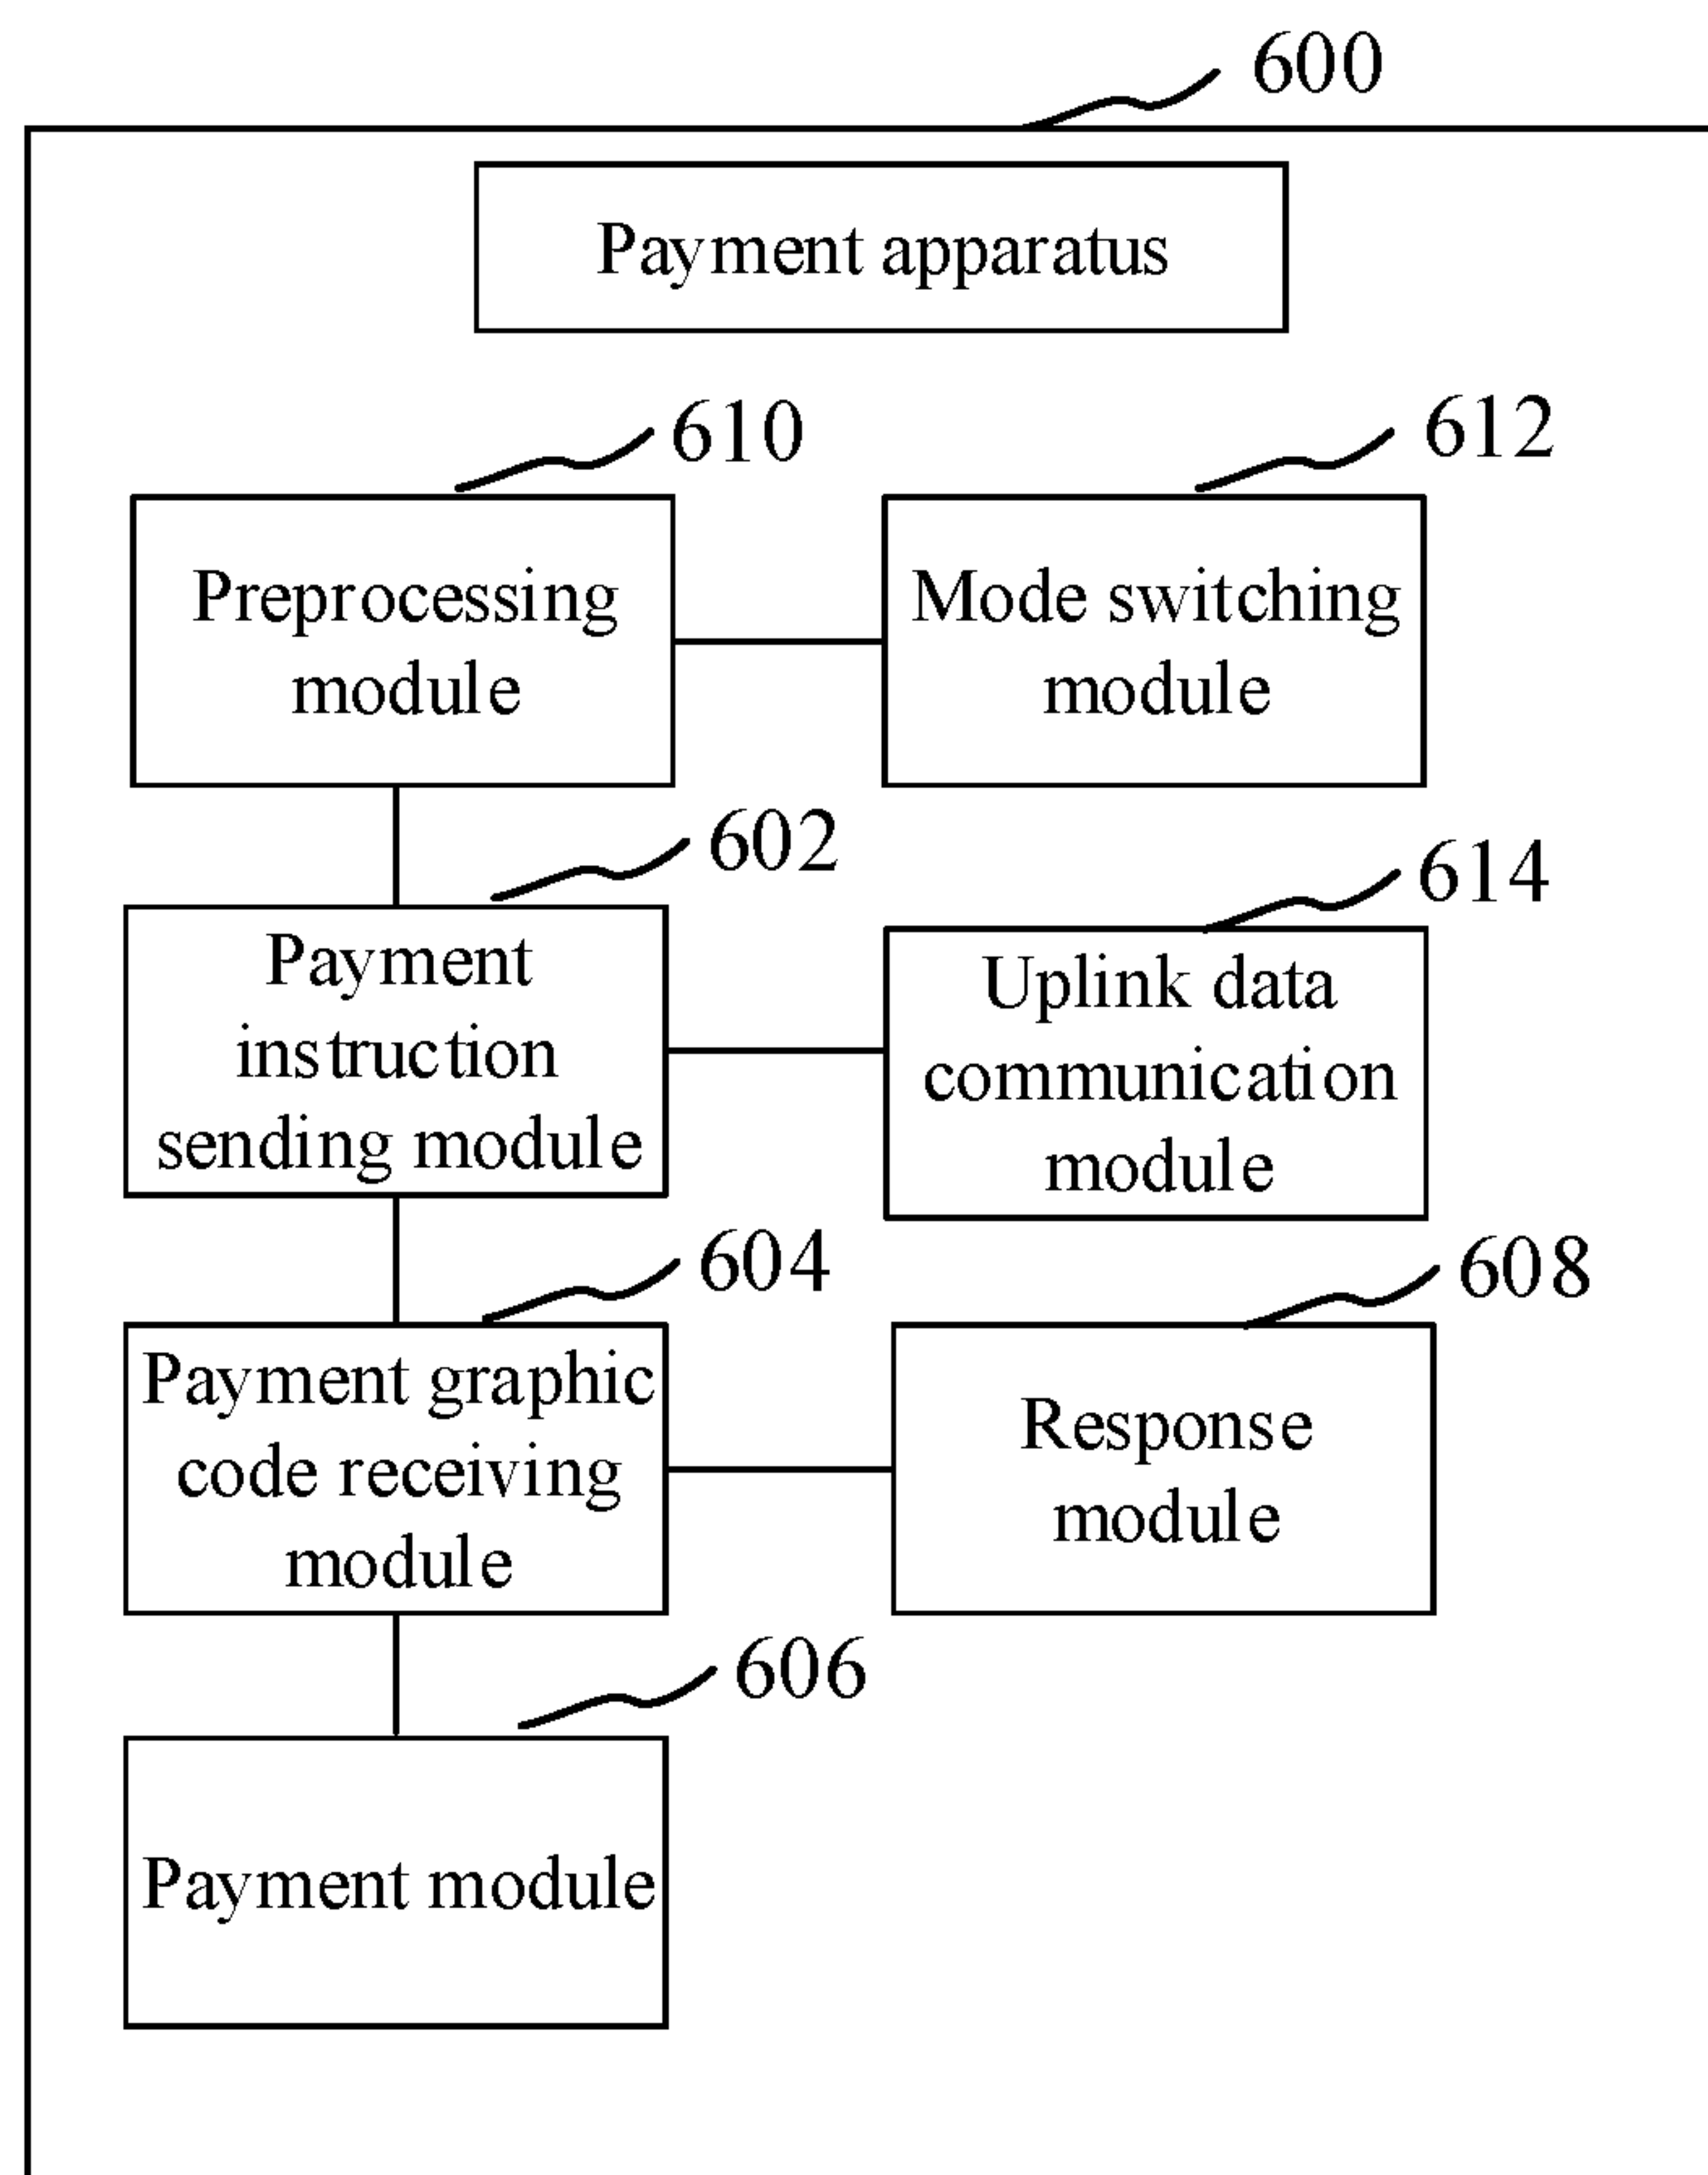 600
Payment apparatus
610
612
Preprocessing
module
Mode switching
module
602
614
Payment
instruction
sending module
Uplink data
communication
module
604
608
Payment graphic
code receiving
module
Response
module
606
Payment module